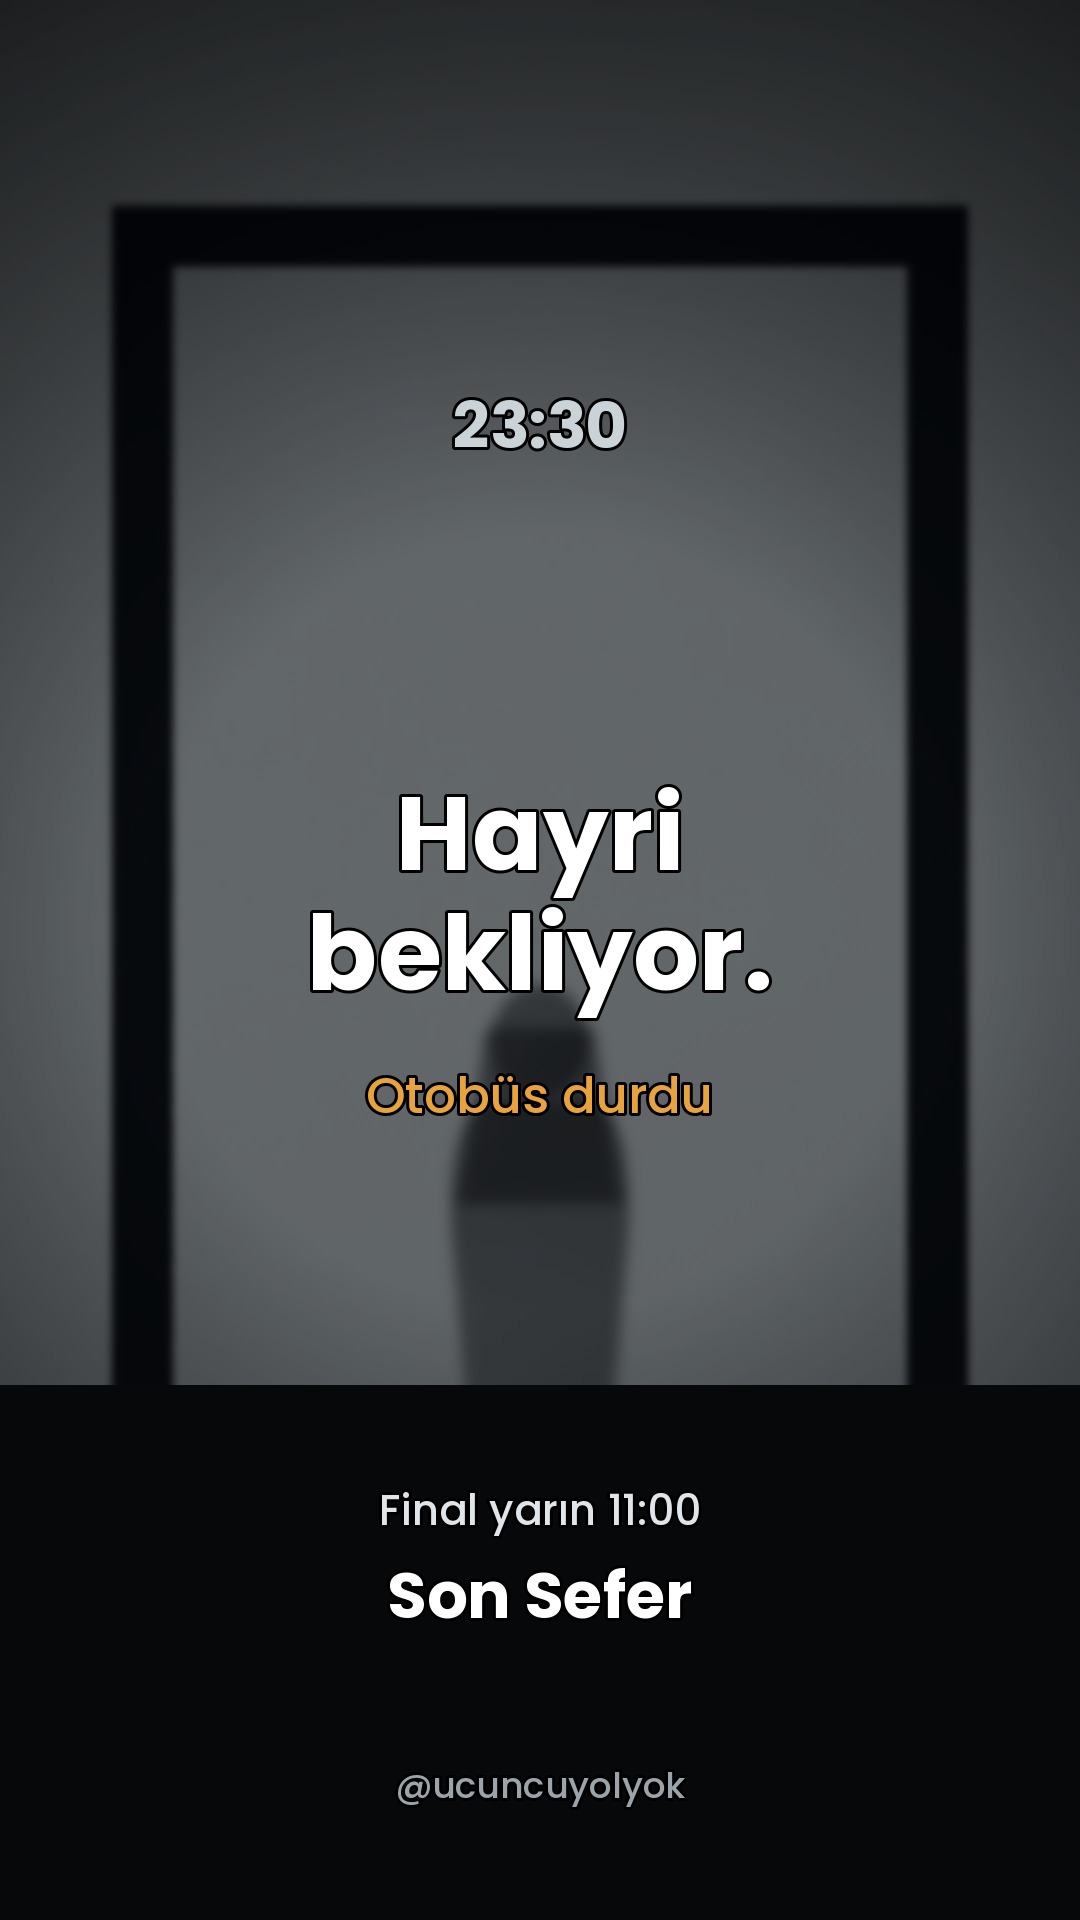 23:30
Hayri
bekliyor.
Otobüs durdu
Final yarın 11:00
Son Sefer
@ucuncuyolyok